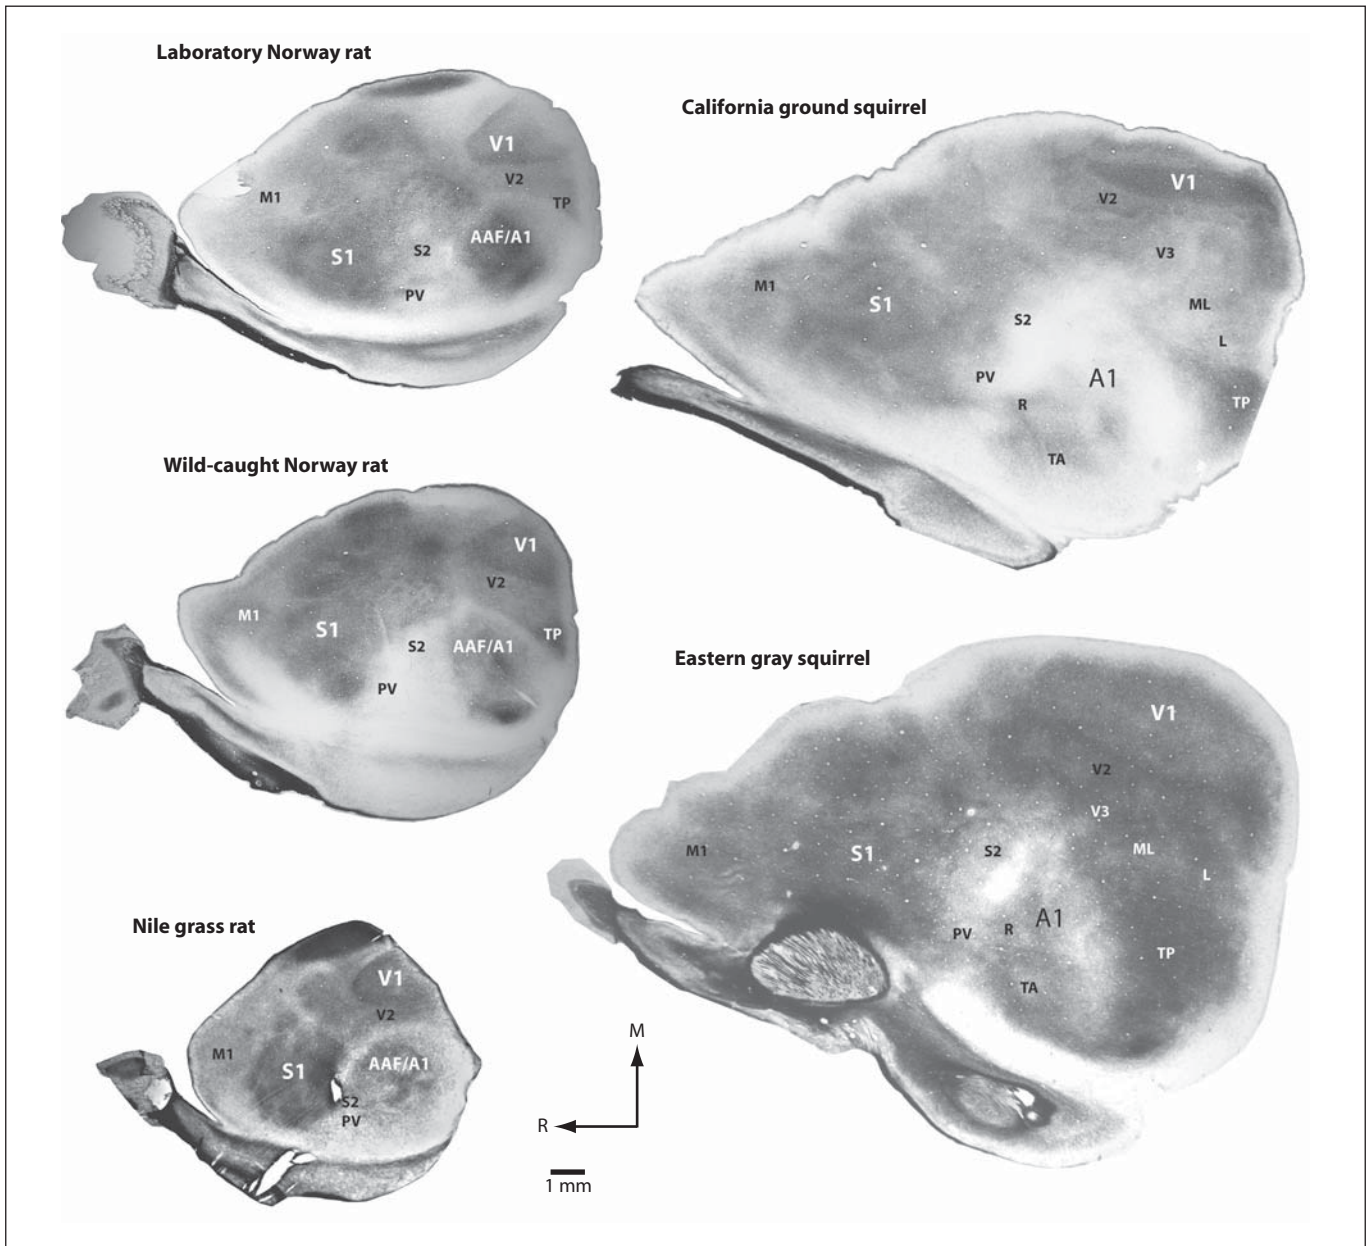 Laboratory Norway rat
V1
V2
M1
TP
AAF/A1
S2
S1
PV
California ground squirrel
V1
V2
V3
M1
S1
ML
S2
L
PV
A1
R
TP
TA
Wild-caught Norway rat
V1
V2
M1
S1
TP
S2
AAF/A1
PV
Eastern gray squirrel
V1
V2
V3
M1
S1
S2
ML
L
A1
PV
R
TP
TA
Nile grass rat
V1
V2
M1
AAF/A1
S1
S2
PV
M
R
1 mm